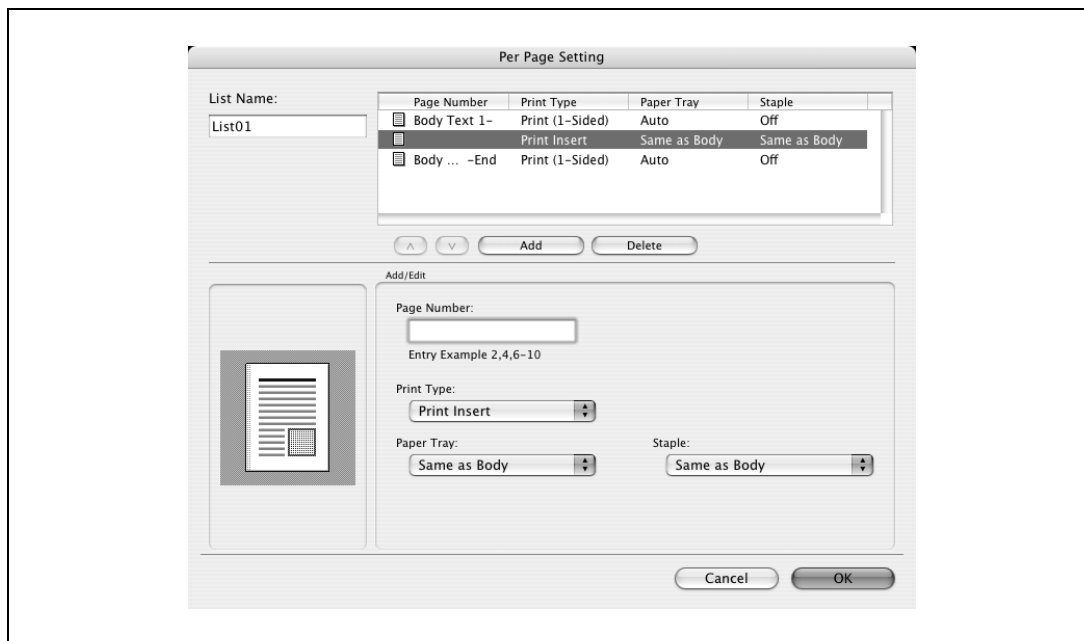 Per Page Setting
List Name:
List01
Page Number Print Type Paper Tray Staple
Body Text 1- Print (1-Sided) Auto Off
Print Insert Same as Body Same as Body
Body ... -End Print (1-Sided) Auto Off
Add Delete
Add/Edit
Page Number:
Entry Example 2,4,6-10
Print Type:
Print Insert
Paper Tray: Staple:
Same as Body Same as Body
Cancel OK